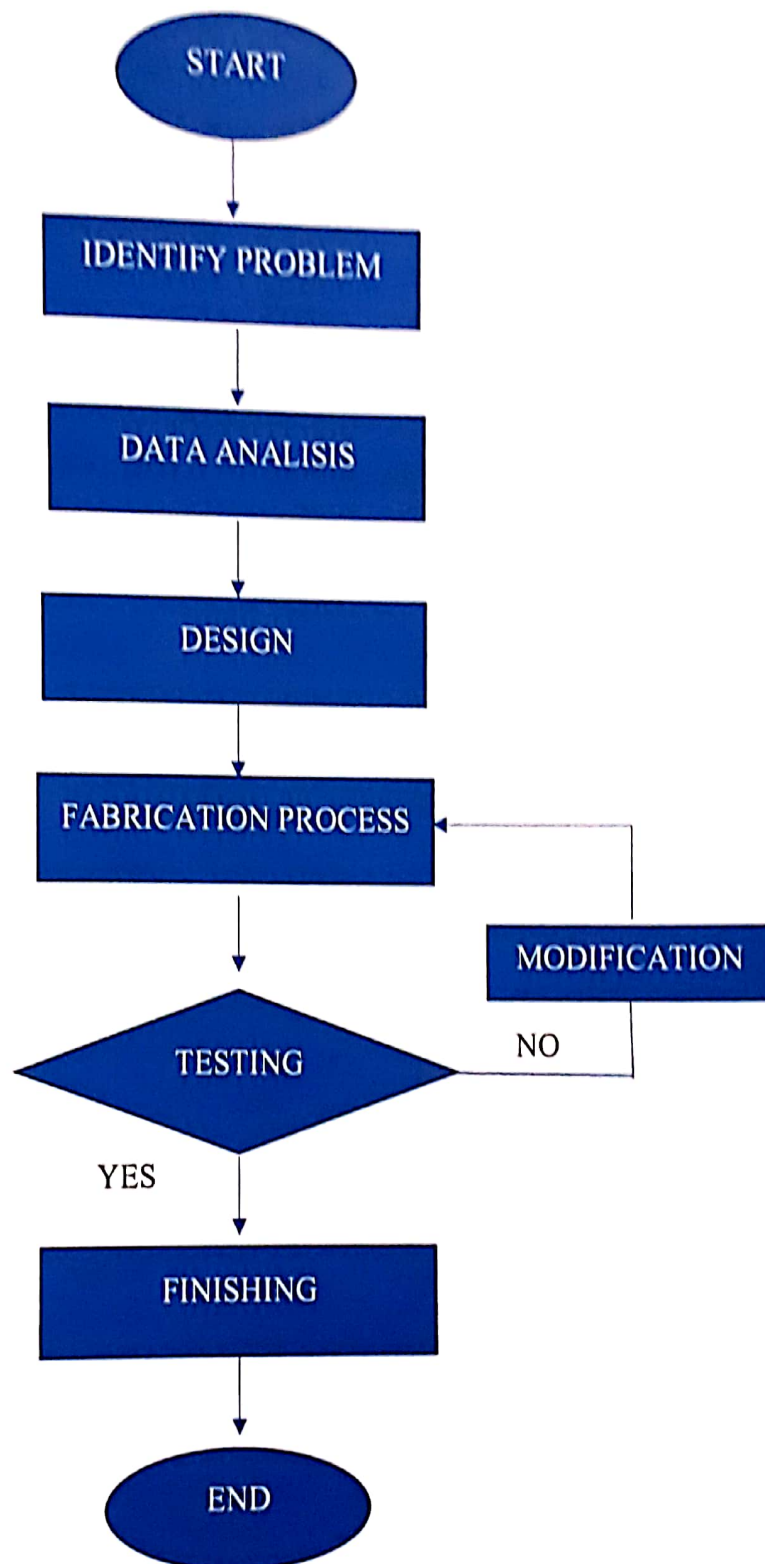 START
IDENTIFY PROBLEM
DATA ANALISIS
DESIGN
FABRICATION PROCESS
MODIFICATION
TESTING
NO
YES
FINISHING
END